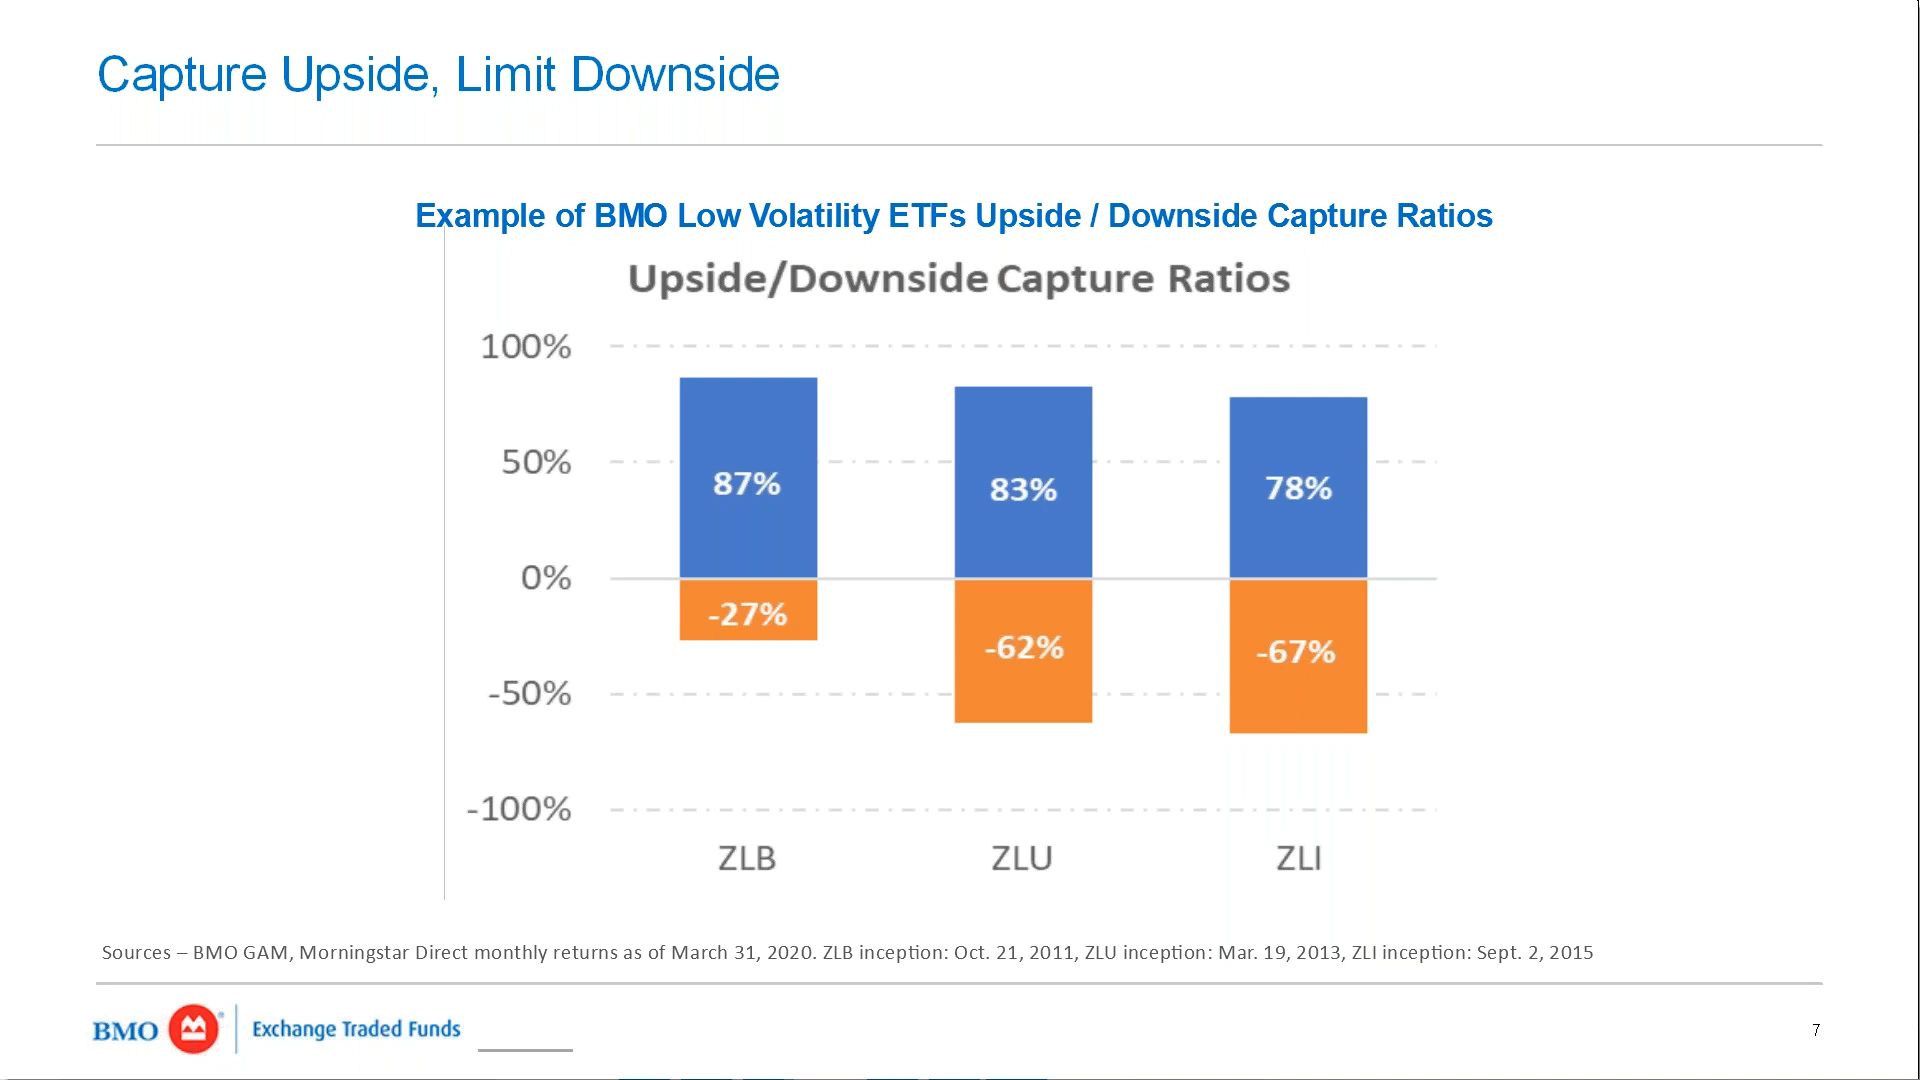 Capture Upside, Limit Downside
Example of BMO Low Volatility ETFs Upside / Downside Capture Ratios
Upside/Downside Capture Ratios
100%
50%
0%
-50%
-100%
87%
83%
78%
-27%
-62%
-67%
ZLB
ZLU
ZLI
Sources – BMO GAM, Morningstar Direct monthly returns as of March 31, 2020. ZLB inception: Oct. 21, 2011, ZLU inception: Mar. 19, 2013, ZLI inception: Sept. 2, 2015
BMO Exchange Traded Funds
7